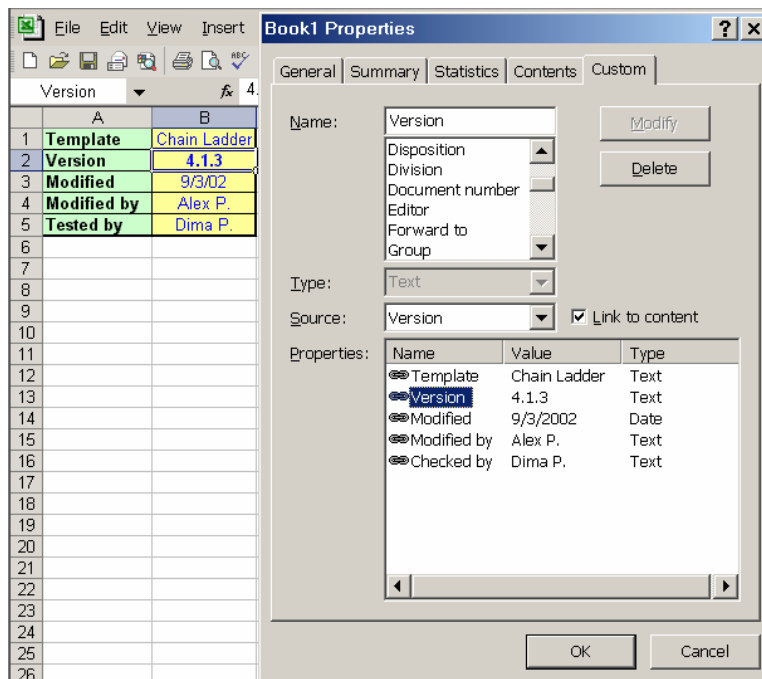 File Edit View Insert
Book1 Properties
ABC
Version fx 4.
General Summary Statistics Contents Custom
A B
1 Template Chain Ladder
2 Version 4.1.3
3 Modified 9/3/02
4 Modified by Alex P.
5 Tested by Dima P.
6
7
8
9
10
11
12
13
14
15
16
17
18
19
20
21
22
23
24
25
26
Name: Version
Modify
Disposition
Division
Document number
Editor
Forward to
Group
Delete
Type: Text
Source: Version Link to content
Properties: Name Value Type
Template Chain Ladder Text
Version 4.1.3 Text
Modified 9/3/2002 Date
Modified by Alex P. Text
Checked by Dima P. Text
OK Cancel